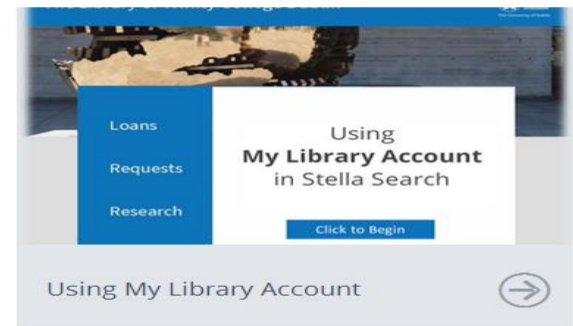 Loans
Requests
Research
Using
My Library Account
in Stella Search
Click to Begin
Using My Library Account